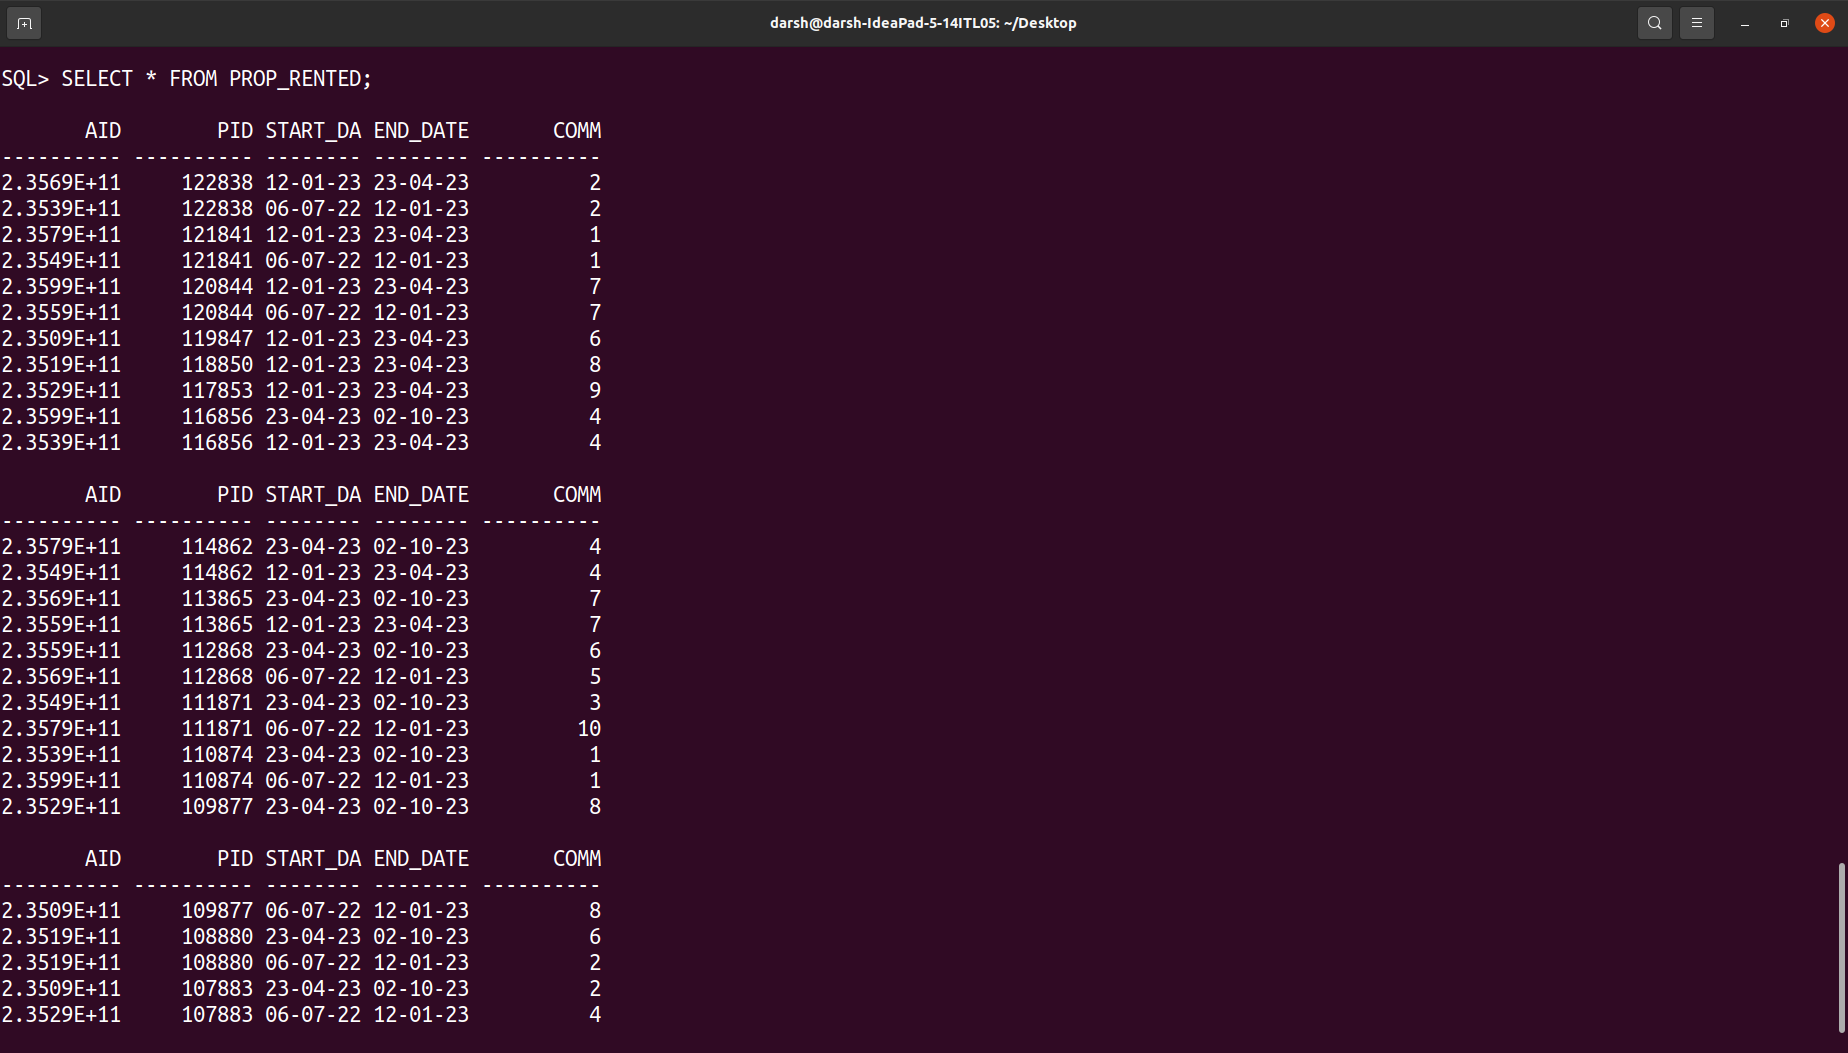 darsh@darsh-IdeaPad-5-14ITL05: ~/Desktop
SQL> SELECT * FROM PROP_RENTED;
       AID        PID START_DA END_DATE       COMM
---------- ---------- -------- -------- ----------
2.3569E+11     122838 12-01-23 23-04-23          2
2.3539E+11     122838 06-07-22 12-01-23          2
2.3579E+11     121841 12-01-23 23-04-23          1
2.3549E+11     121841 06-07-22 12-01-23          1
2.3599E+11     120844 12-01-23 23-04-23          7
2.3559E+11     120844 06-07-22 12-01-23          7
2.3509E+11     119847 12-01-23 23-04-23          6
2.3519E+11     118850 12-01-23 23-04-23          8
2.3529E+11     117853 12-01-23 23-04-23          9
2.3599E+11     116856 23-04-23 02-10-23          4
2.3539E+11     116856 12-01-23 23-04-23          4
       AID        PID START_DA END_DATE       COMM
---------- ---------- -------- -------- ----------
2.3579E+11     114862 23-04-23 02-10-23          4
2.3549E+11     114862 12-01-23 23-04-23          4
2.3569E+11     113865 23-04-23 02-10-23          7
2.3559E+11     113865 12-01-23 23-04-23          7
2.3559E+11     112868 23-04-23 02-10-23          6
2.3569E+11     112868 06-07-22 12-01-23          5
2.3549E+11     111871 23-04-23 02-10-23          3
2.3579E+11     111871 06-07-22 12-01-23         10
2.3539E+11     110874 23-04-23 02-10-23          1
2.3599E+11     110874 06-07-22 12-01-23          1
2.3529E+11     109877 23-04-23 02-10-23          8
       AID        PID START_DA END_DATE       COMM
---------- ---------- -------- -------- ----------
2.3509E+11     109877 06-07-22 12-01-23          8
2.3519E+11     108880 23-04-23 02-10-23          6
2.3519E+11     108880 06-07-22 12-01-23          2
2.3509E+11     107883 23-04-23 02-10-23          2
2.3529E+11     107883 06-07-22 12-01-23          4